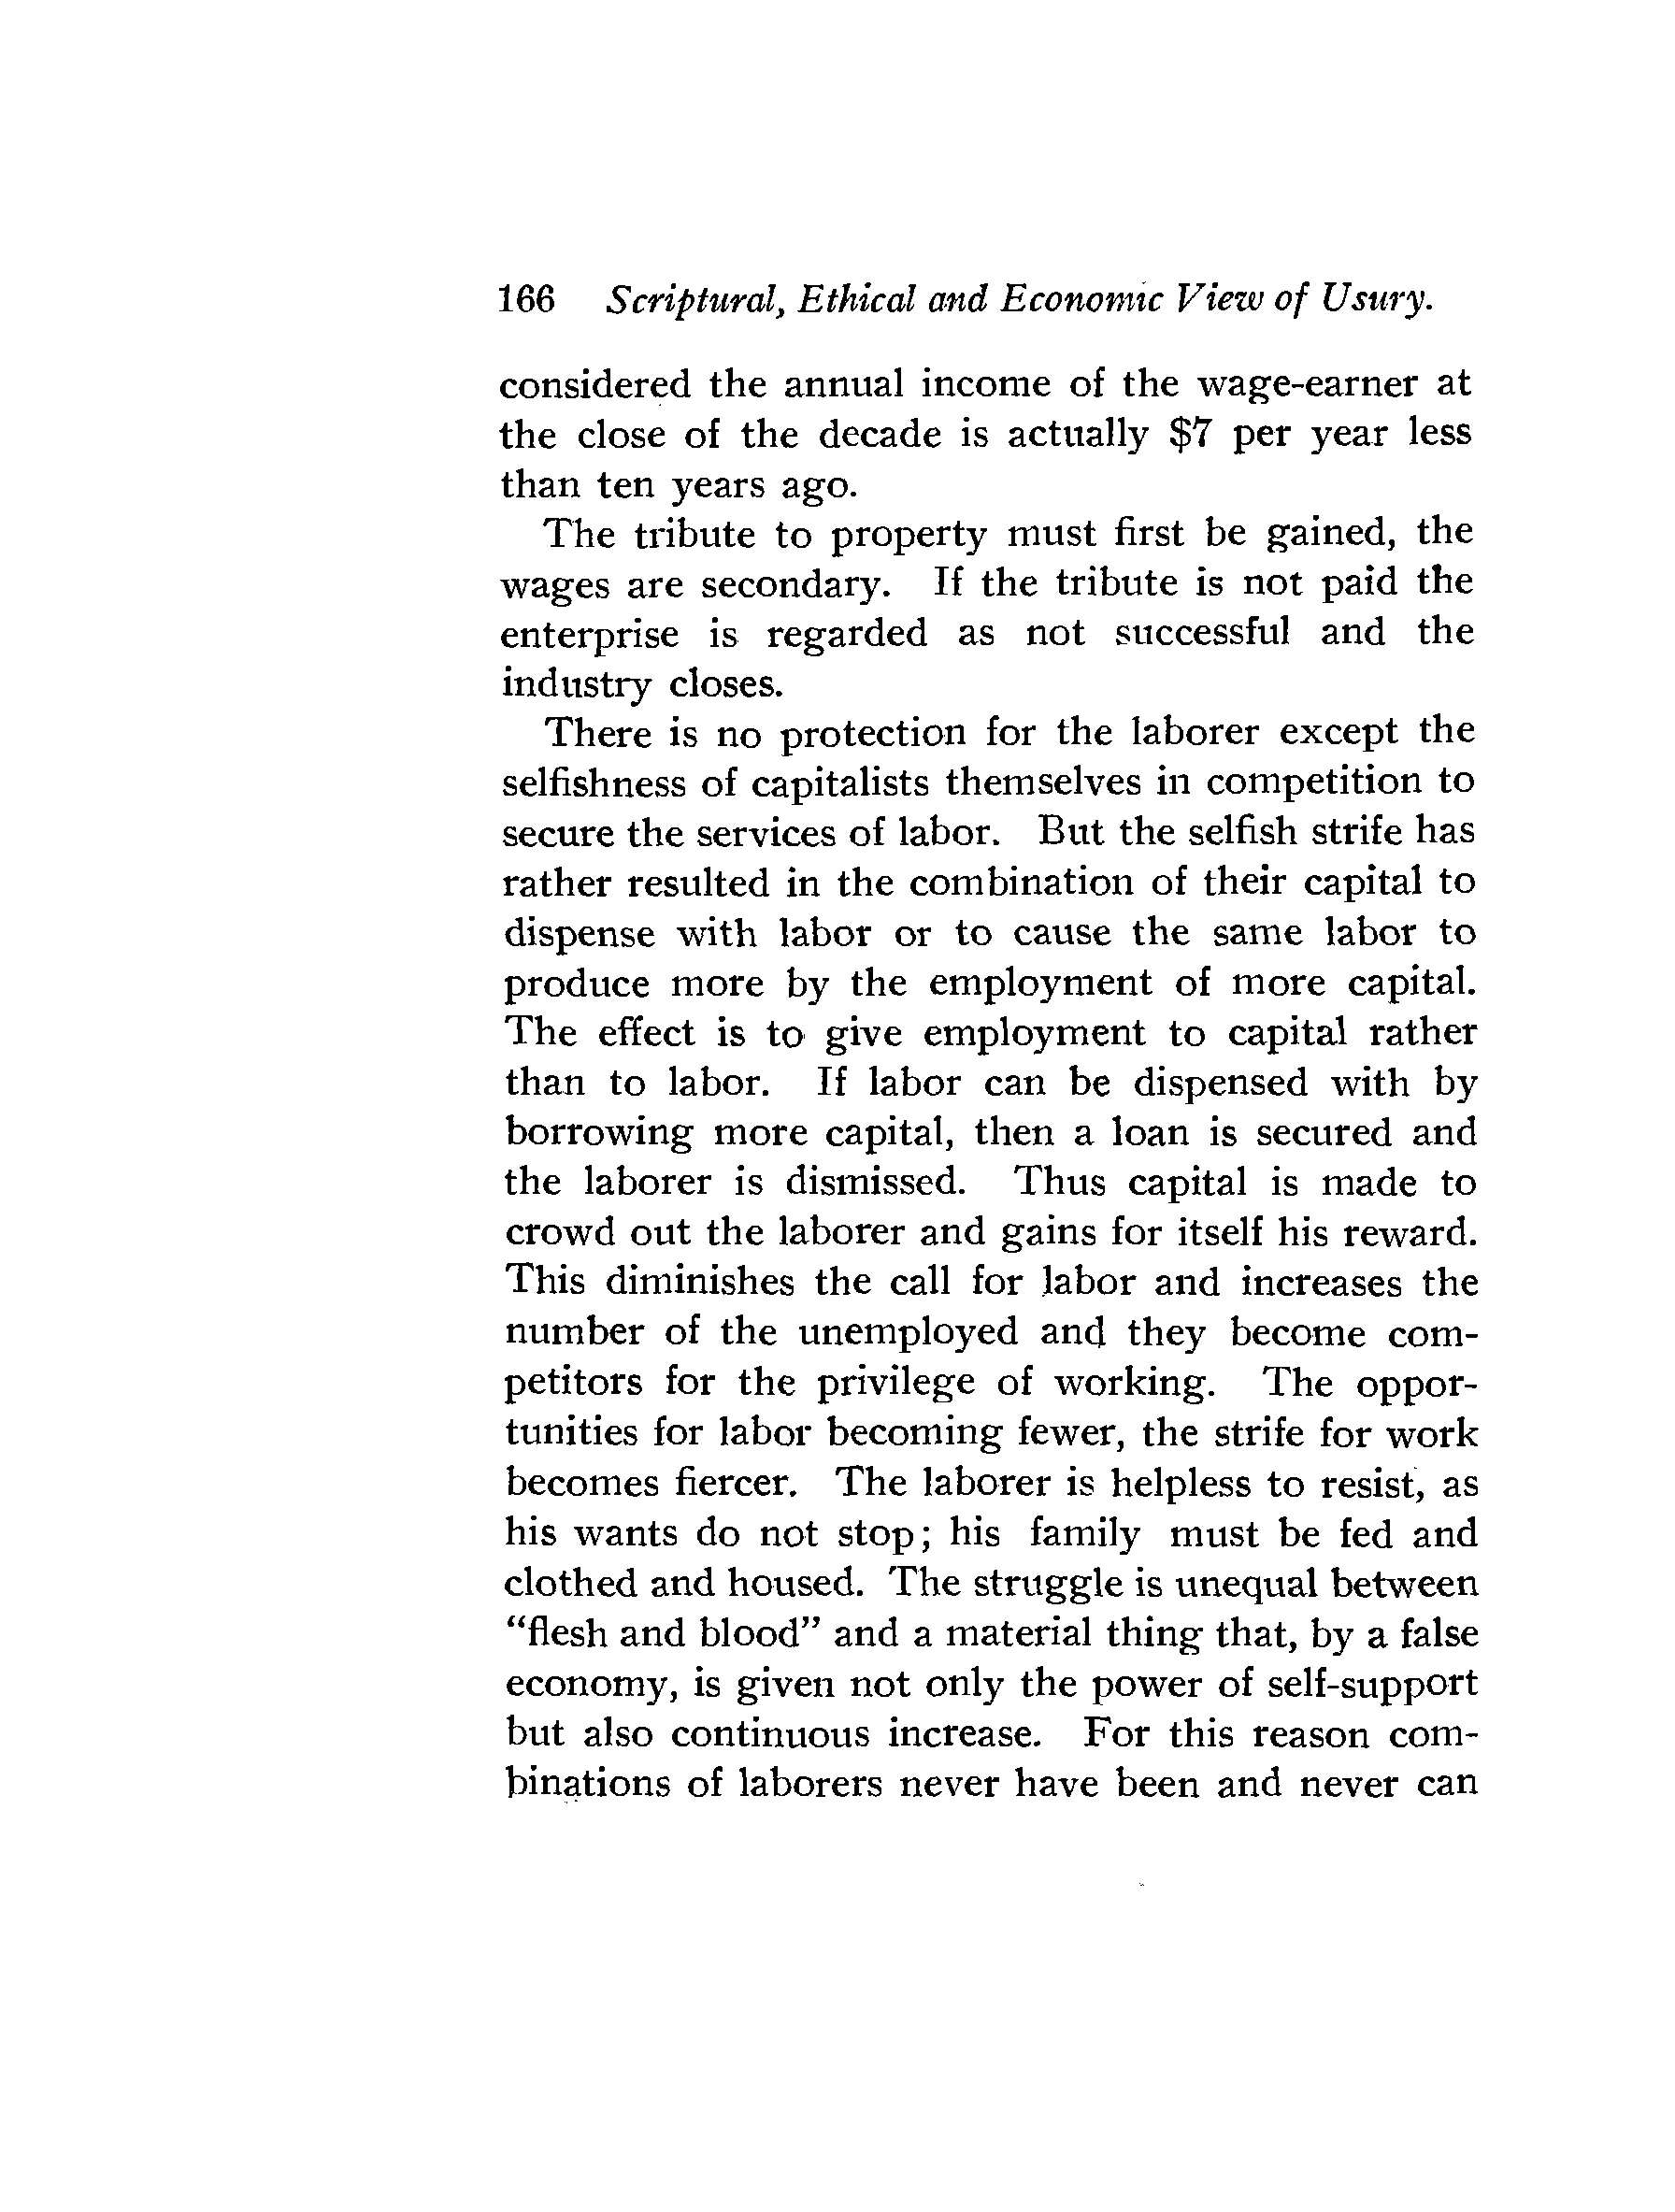 166 Scriptural, Ethical and Economic View of Usury.
considered the annual income of the wage-earner at
the close of the decade is actually $7 per year less
than ten years ago.
The tribute to property must first be gained, the
wages are secondary. If the tribute is not paid the
enterprise is regarded as not successful and the
industry closes.
There is no protection for the laborer except the
selfishness of capitalists themselves in competition to
secure the services of labor. But the selfish strife has
rather resulted in the combination of their capital to
dispense with labor or to cause the same labor to
produce more by the employment of more capital.
The effect is to give employment to capital rather
than to labor. If labor can be dispensed with by
borrowing more capital, then a loan is secured and
the laborer is dismissed. Thus capital is made to
crowd out the laborer and gains for itself his reward.
This diminishes the call for labor and increases the
number of the unemployed and they become com-
petitors for the privilege of working. The oppor-
tunities for labor becoming fewer, the strife for work
becomes fiercer. The laborer is helpless to resist, as
his wants do not stop; his family must be fed and
clothed and housed. The struggle is unequal between
“flesh and blood” and a material thing that, by a false
economy, is given not only the power of self-support
but also continuous increase. For this reason com-
binations of laborers never have been and never can